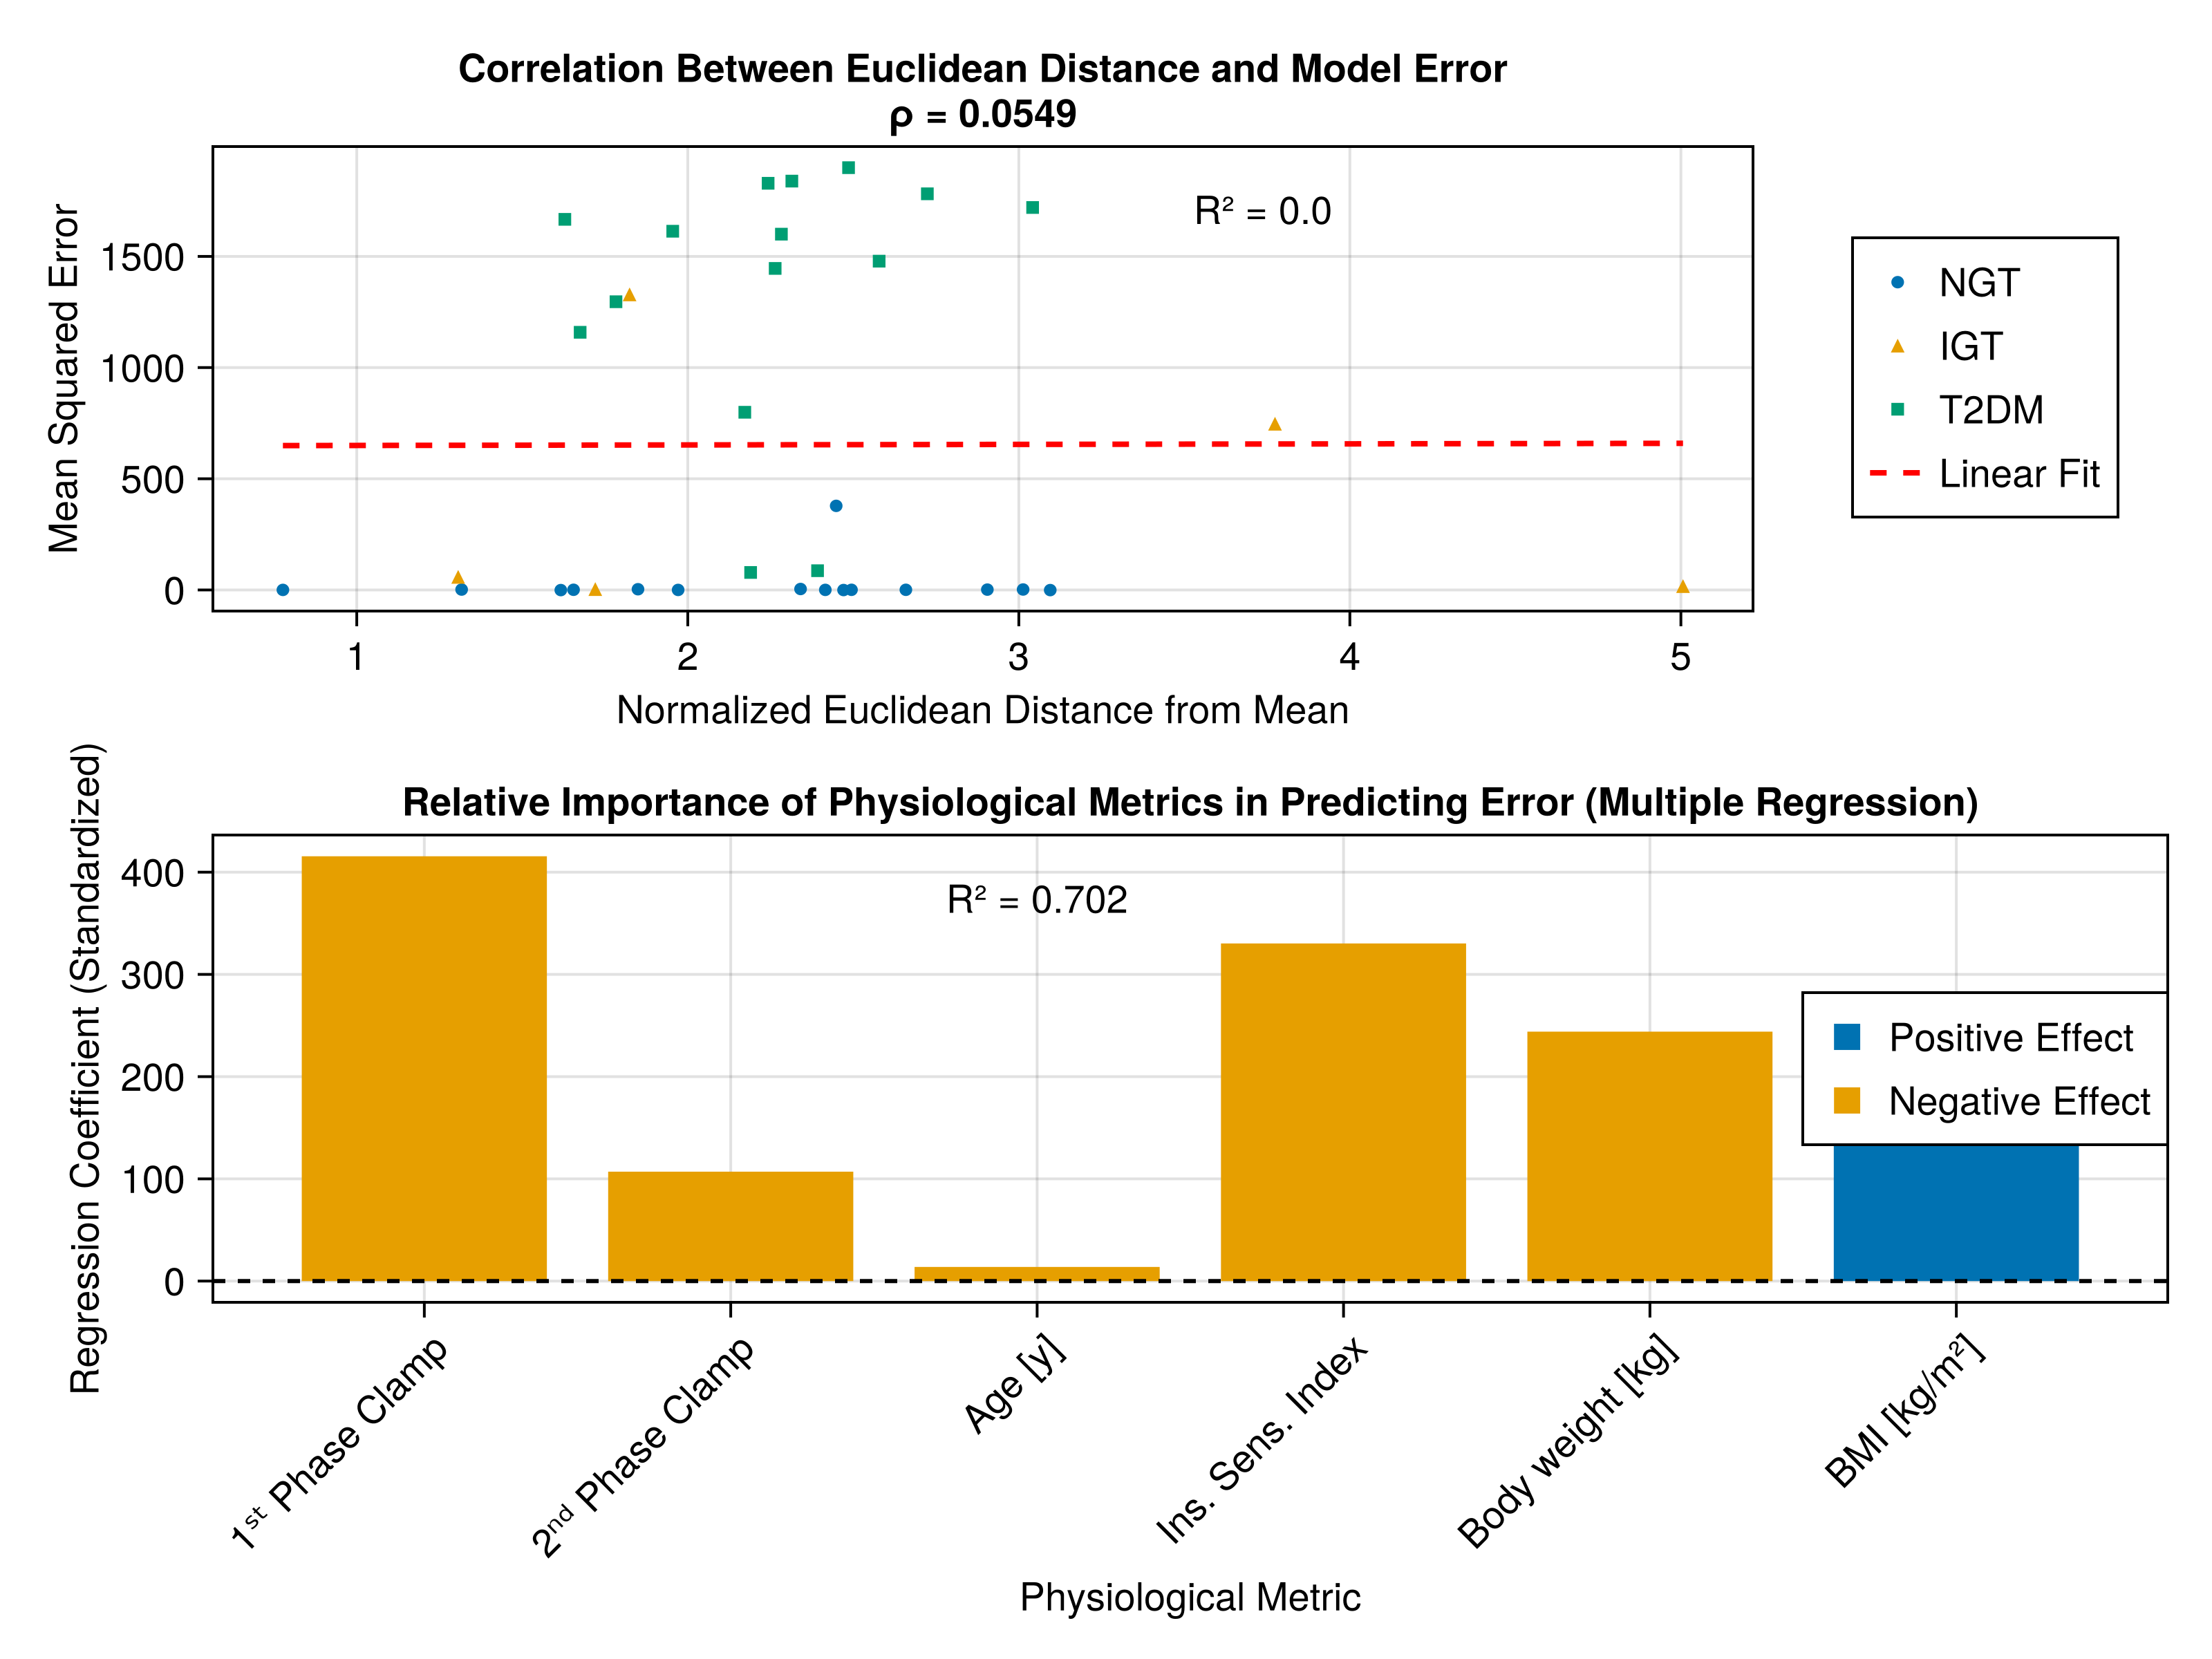 Correlation Between Euclidean Distance and Model Error
ρ = 0.0549
Mean Squared Error
1500
1000
500
0
R² = 0.0
1
2
3
4
5
Normalized Euclidean Distance from Mean
NGT
IGT
T2DM
Linear Fit
Relative Importance of Physiological Metrics in Predicting Error (Multiple Regression)
Regression Coefficient (Standardized)
400
300
200
100
0
R² = 0.702
Positive Effect
Negative Effect
1ˢᵗ Phase Clamp
2ⁿᵈ Phase Clamp
Age [y]
Ins. Sens. Index
Body weight [kg]
BMI [kg/m²]
Physiological Metric